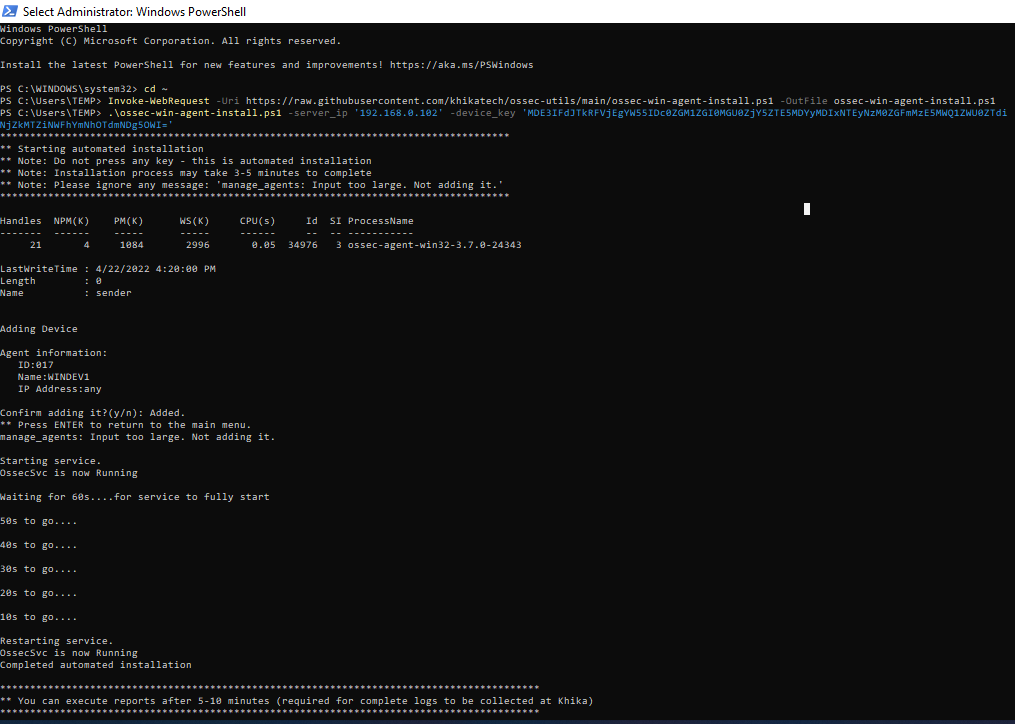 Select Administrator: Windows PowerShell
Windows PowerShell
Copyright (C) Microsoft Corporation. All rights reserved.
Install the latest PowerShell for new features and improvements! https://aka.ms/PSWindows
PS C:\WINDOWS\system32> cd ~
PS C:\Users\TEMP> Invoke-WebRequest -Uri https://raw.githubusercontent.com/khikatech/ossec-utils/main/ossec-win-agent-install.ps1 -OutFile ossec-win-agent-install.ps1
PS C:\Users\TEMP> .\ossec-win-agent-install.ps1 -server_ip '192.168.0.102' -device_key
*************************************************************************************
** Starting automated installation
** Note: Do not press any key - this is automated installation
** Note: Installation process may take 3-5 minutes to complete
** Note: Please ignore any message: 'manage_agents: Input too large. Not adding it.'
*************************************************************************************
Handles  NPM(K)    PM(K)      WS(K)     CPU(s)     Id  SI ProcessName
-------  ------    -----      -----     ------     --  -- -----------
     21       4     1084       2996       0.05  34976   3 ossec-agent-win32-3.7.0-24343
LastWriteTime : 4/22/2022 4:20:00 PM
Length        : 0
Name          : sender
Adding Device
Agent information:
   ID:017
   Name:WINDEV1
   IP Address:any
Confirm adding it?(y/n): Added.
** Press ENTER to return to the main menu.
manage_agents: Input too large. Not adding it.
Starting service.
OssecSvc is now Running
Waiting for 60s....for service to fully start
50s to go....
40s to go....
30s to go....
20s to go....
10s to go....
Restarting service.
OssecSvc is now Running
Completed automated installation
******************************************************************************************
** You can execute reports after 5-10 minutes (required for complete logs to be collected at Khika)
******************************************************************************************